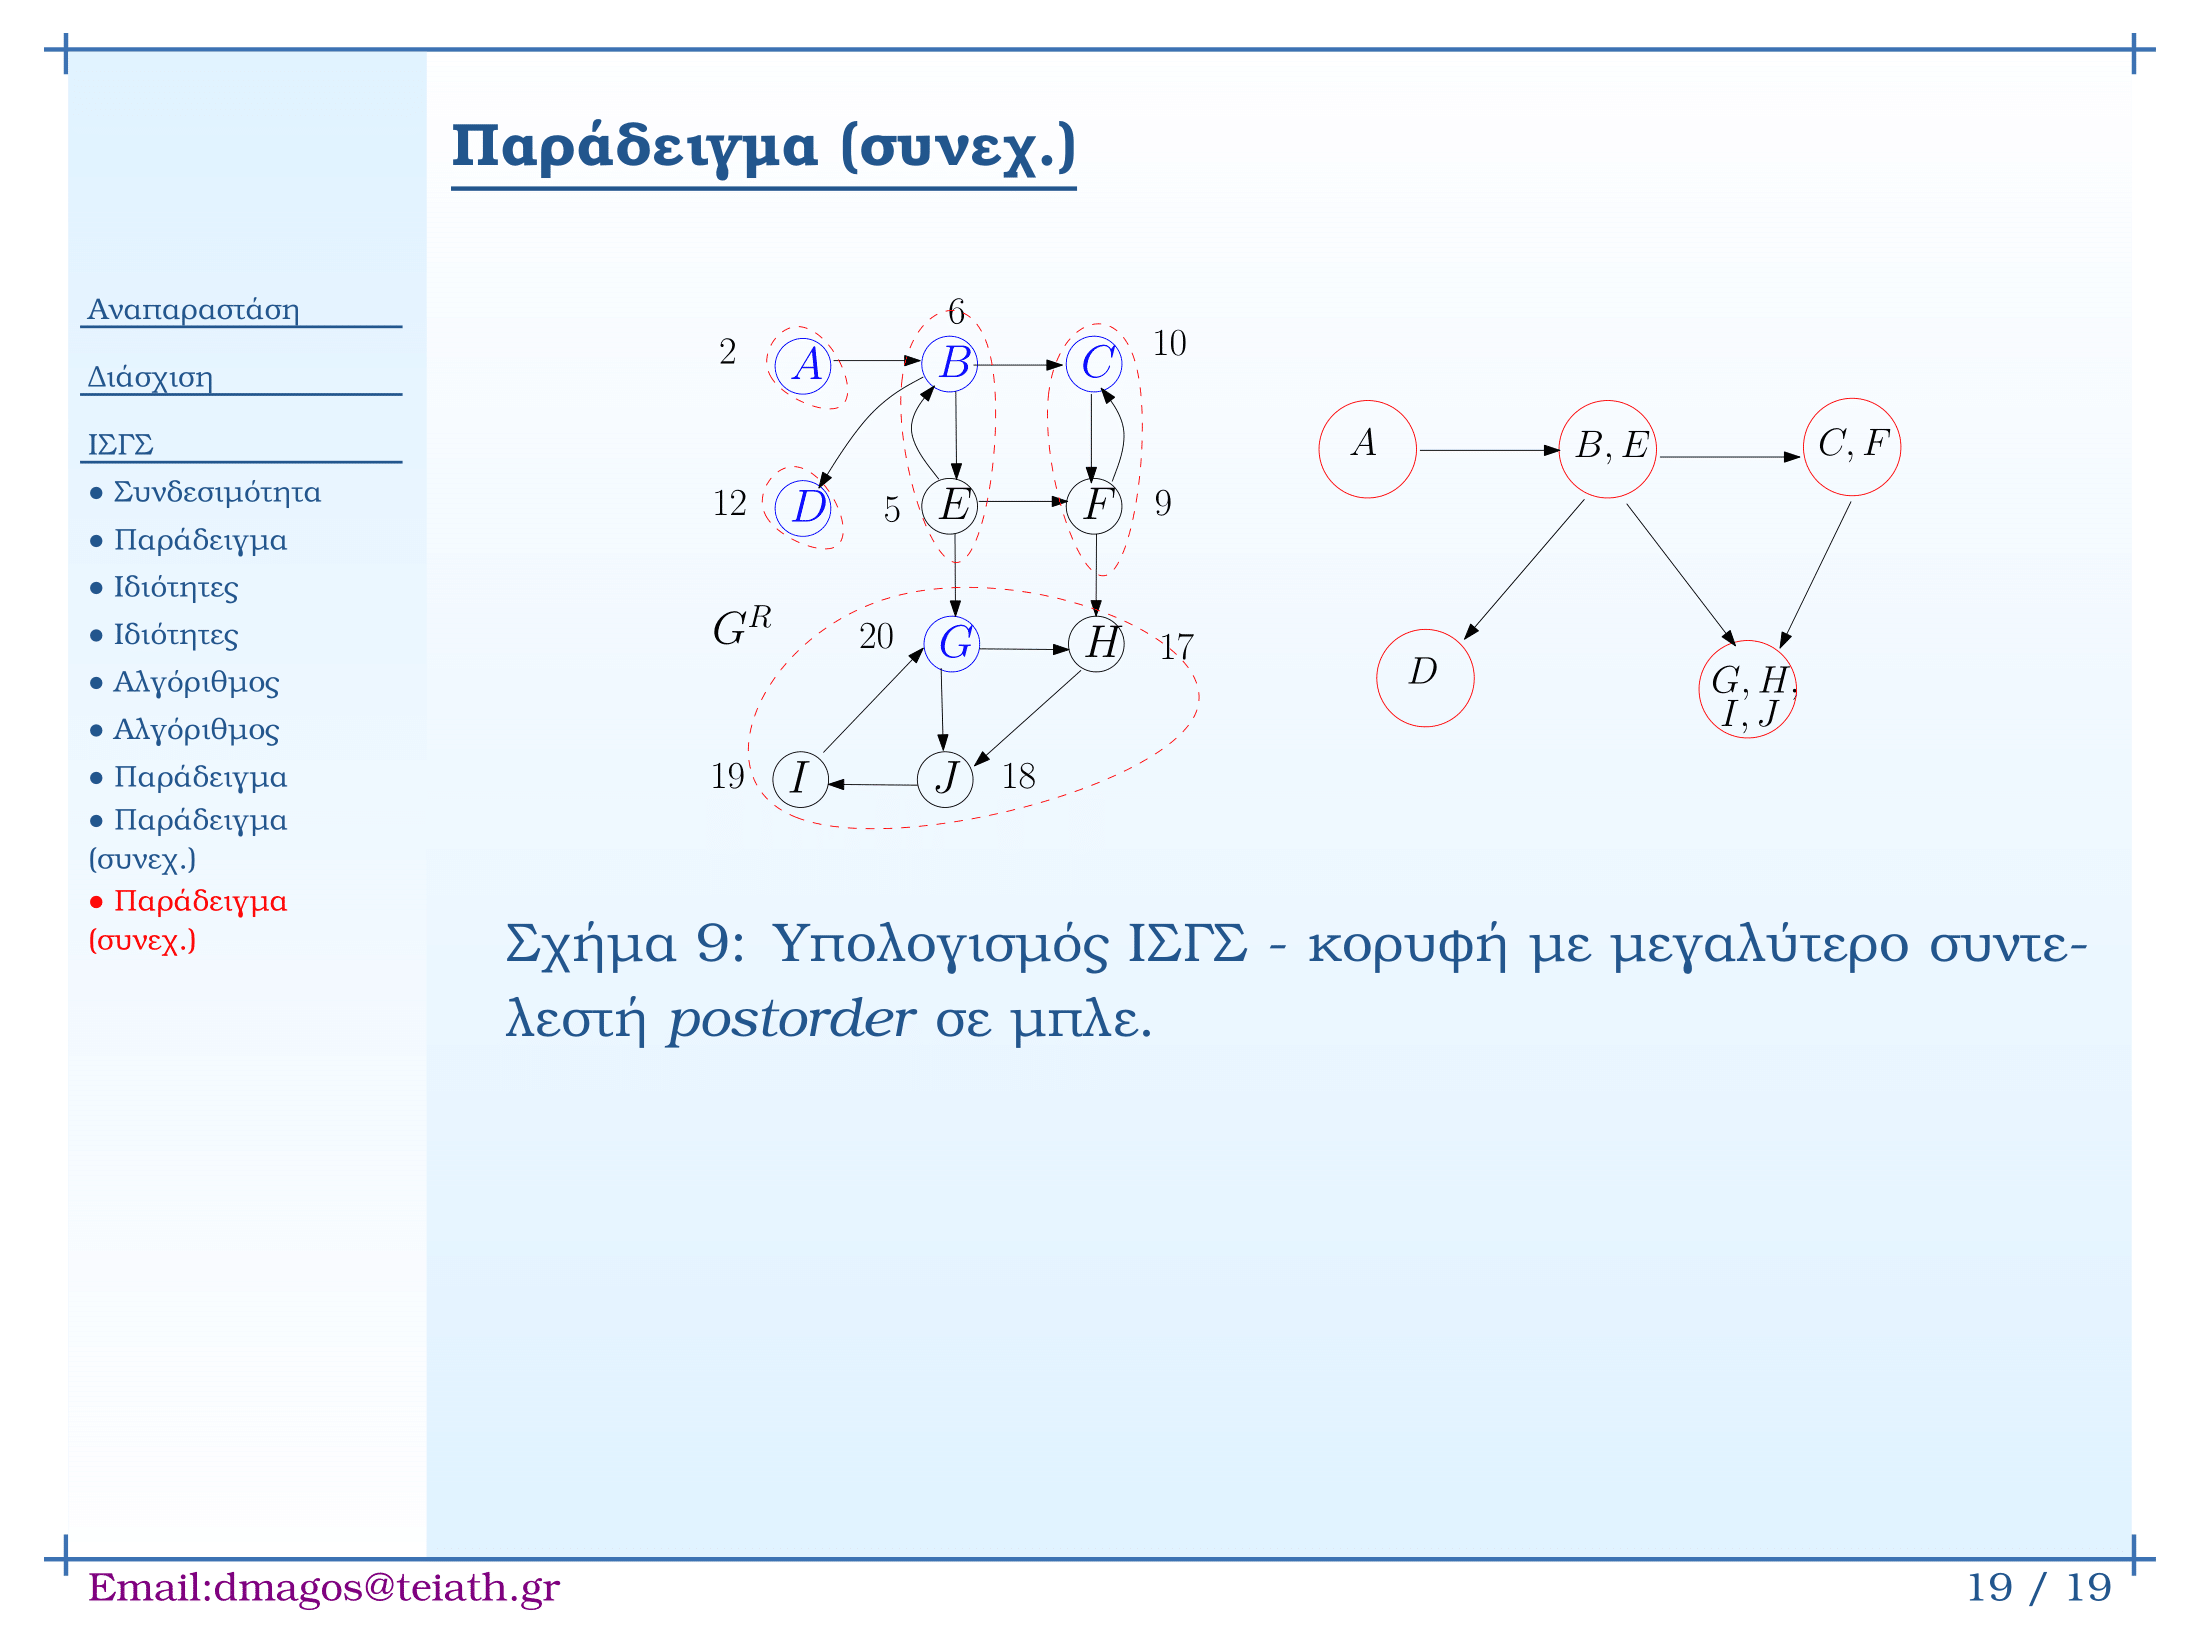 Παράδειγμα (συνεχ.)
Αναπαραστάση
Διάσχιση
ΙΣΓΣ
● Συνδεσιμότητα
● Παράδειγμα
● Ιδιότητες
● Ιδιότητες
● Αλγόριθμος
● Αλγόριθμος
● Παράδειγμα
● Παράδειγμα
(συνεχ.)
● Παράδειγμα
(συνεχ.)
6
2 A B C 10
12 D 5 E F 9
G^R 20 G H 17
19 I J 18
A B, E C, F
D G, H,
I, J
Σχήμα 9: Υπολογισμός ΙΣΓΣ - κορυφή με μεγαλύτερο συντε-
λεστή postorder σε μπλε.
Email:dmagos@teiath.gr
19 / 19